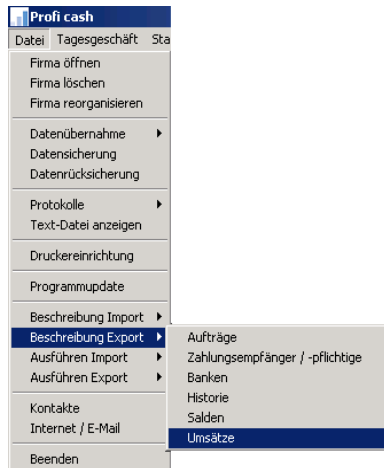 Profi cash
Datei Tagesgeschäft Sta
Firma öffnen
Firma löschen
Firma reorganisieren
Datenübernahme
Datensicherung
Datenrücksicherung
Protokolle
Text-Datei anzeigen
Druckereinrichtung
Programmupdate
Beschreibung Import
Beschreibung Export
Aufträge
Ausführen Import
Zahlungsempfänger / -pflichtige
Ausführen Export
Banken
Historie
Kontakte
Salden
Internet / E-Mail
Umsätze
Beenden